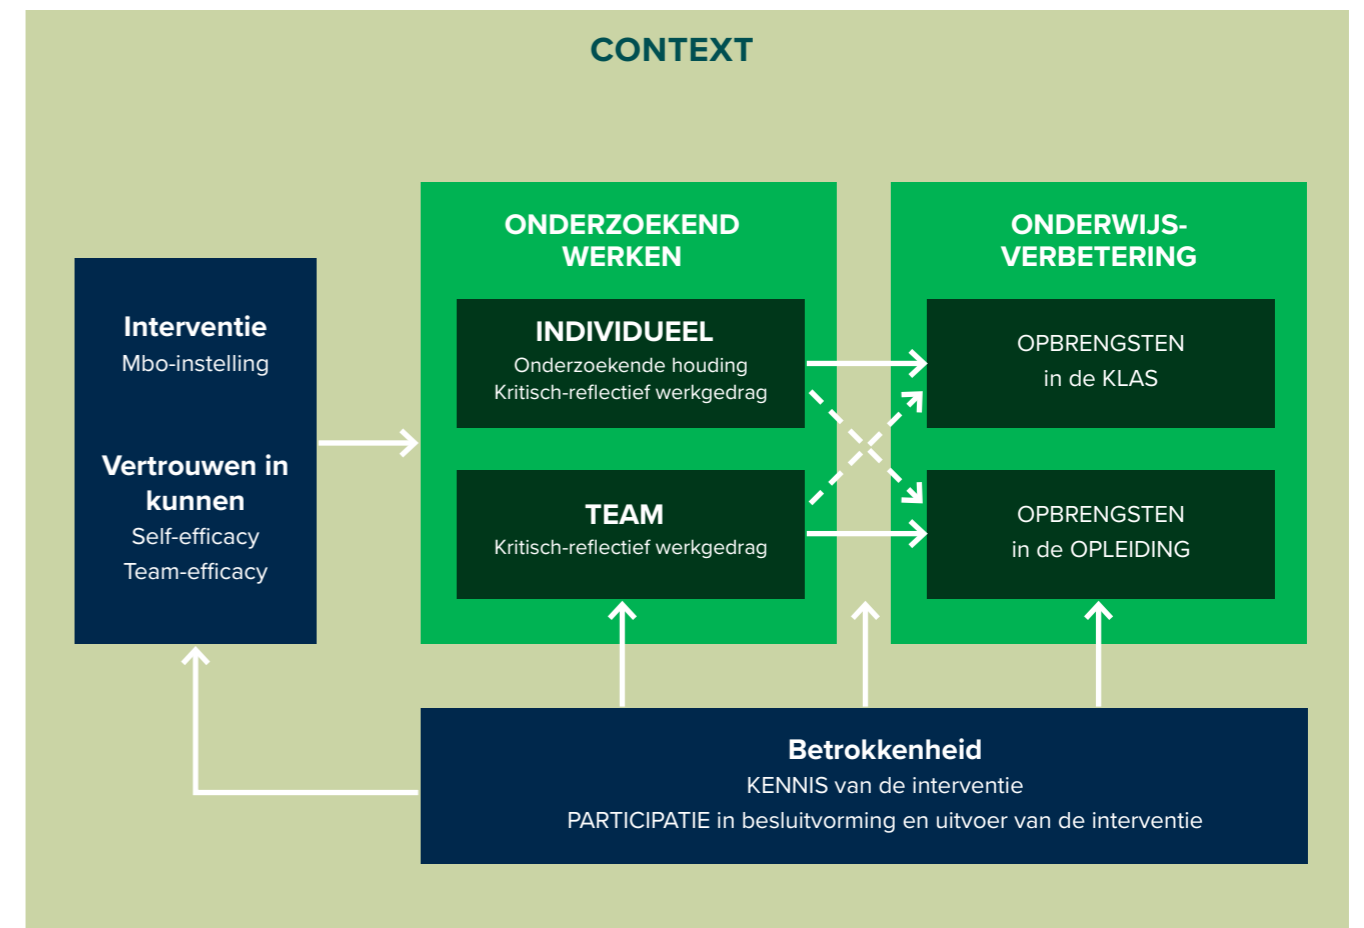 CONTEXT
Interventie
Mbo-instelling
Vertrouwen in
kunnen
Self-efficacy
Team-efficacy
ONDERZOEKEND
WERKEN
INDIVIDUEEL
Onderzoekende houding
Kritisch-reflectief werkgedrag
TEAM
Kritisch-reflectief werkgedrag
ONDERWIJS-
VERBETERING
OPBRENGSTEN
in de KLAS
OPBRENGSTEN
in de OPLEIDING
Betrokkenheid
KENNIS van de interventie
PARTICIPATIE in besluitvorming en uitvoer van de interventie